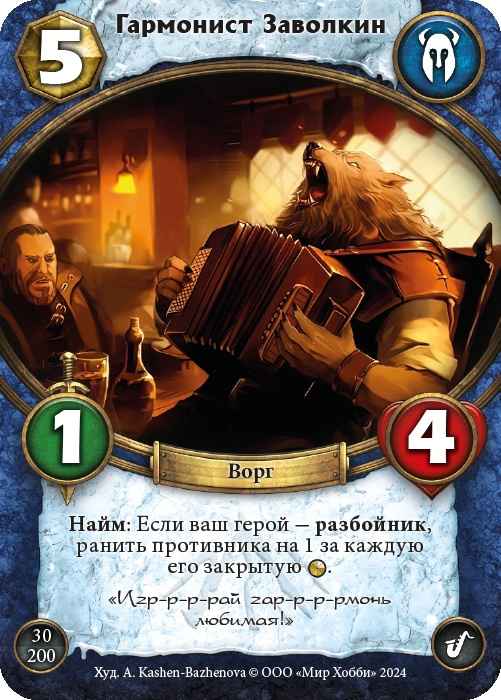 Гармонист Заволкин
5
1
4
Ворг
Найм: Если ваш герой — разбойник,
ранить противника на 1 за каждую
его закрытую .
«Игр-р-р-рай гар-р-р-рмонь
любимая!»
30
200
Худ. A. Kashen-Bazhenova © ООО «Мир Хобби» 2024